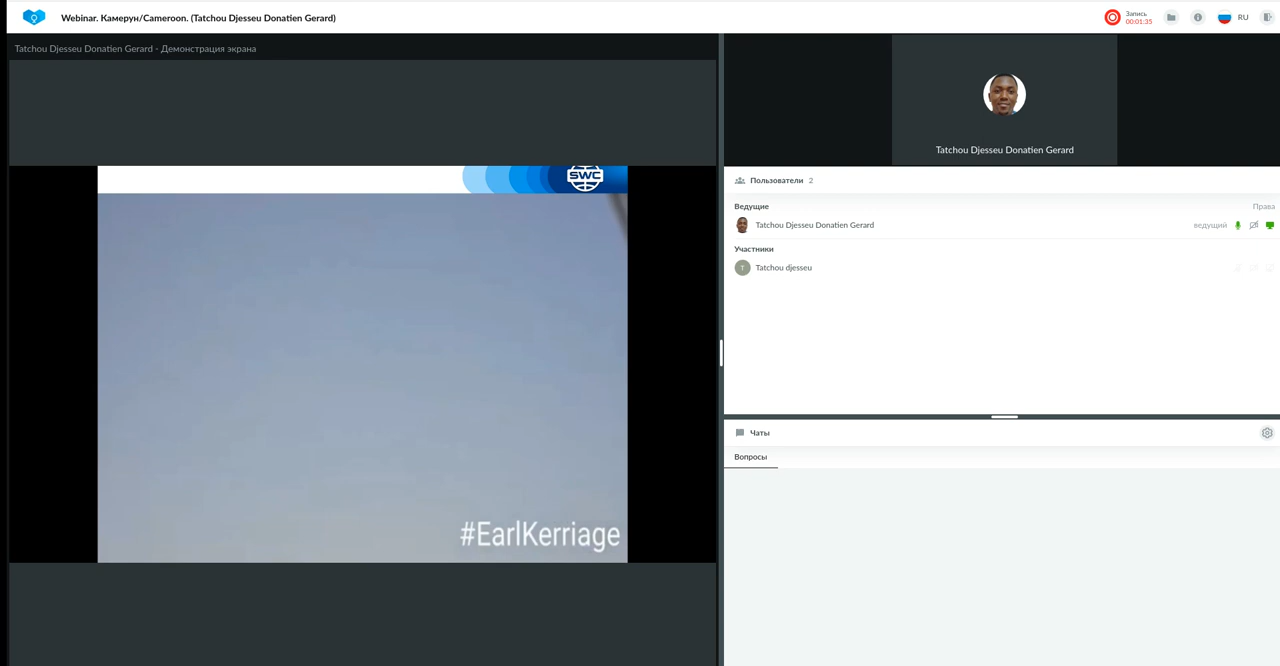 Webinar. Камерун/Cameroon. (Tatchou Djesseu Donatien Gerard)
Запись
00:01:35
RU
Tatchou Djesseu Donatien Gerard - Демонстрация экрана
SWC
#EarlKerriage
Tatchou Djesseu Donatien Gerard
Пользователи 2
Ведущие Права
Tatchou Djesseu Donatien Gerard ведущий
Участники
T Tatchou djesseu
Чаты
Вопросы